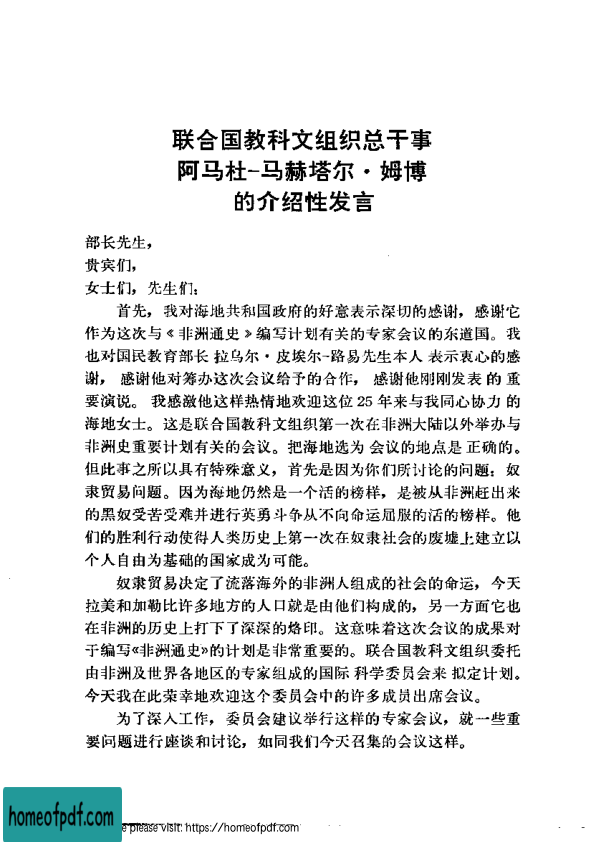 联合国教科文组织总干事
阿马杜-马赫塔尔·姆博
的介绍性发言
部长先生，
贵宾们，
女士们，先生们：
首先，我对海地共和国政府的好意表示深切的感谢，感谢它
作为这次与《非洲通史》编写计划有关的专家会议的东道国。我
也对国民教育部长拉乌尔·皮埃尔-路易先生本人表示衷心的感
谢，感谢他对筹办这次会议给予的合作，感谢他刚刚发表的重
要演说。我感激他这样热情地欢迎这位25年来与我同心协力的
海地女士。这是联合国教科文组织第一次在非洲大陆以外举办与
非洲史重要计划有关的会议。把海地选为会议的地点是正确的。
但此事之所以具有特殊意义，首先是因为你们所讨论的问题：奴
隶贸易问题。因为海地仍然是一个活的榜样，是被从非洲赶出来
的黑奴受苦受难并进行英勇斗争从不向命运屈服的活的榜样。他
们的胜利行动使得人类历史上第一次在奴隶社会的废墟上建立以
个人自由为基础的国家成为可能。
奴隶贸易决定了流落海外的非洲人组成的社会的命运，今天
拉美和加勒比许多地方的人口就是由他们构成的，另一方面它也
在非洲的历史上打下了深深的烙印。这意味着这次会议的成果对
于编写《非洲通史》的计划是非常重要的。联合国教科文组织委托
由非洲及世界各地区的专家组成的国际科学委员会来拟定计划。
今天我在此荣幸地欢迎这个委员会中的许多成员出席会议。
为了深入工作，委员会建议举行这样的专家会议，就一些重
要问题进行座谈和讨论，如同我们今天召集的会议这样。
homeofpdf.com
please visit: https://homeofpdf.com